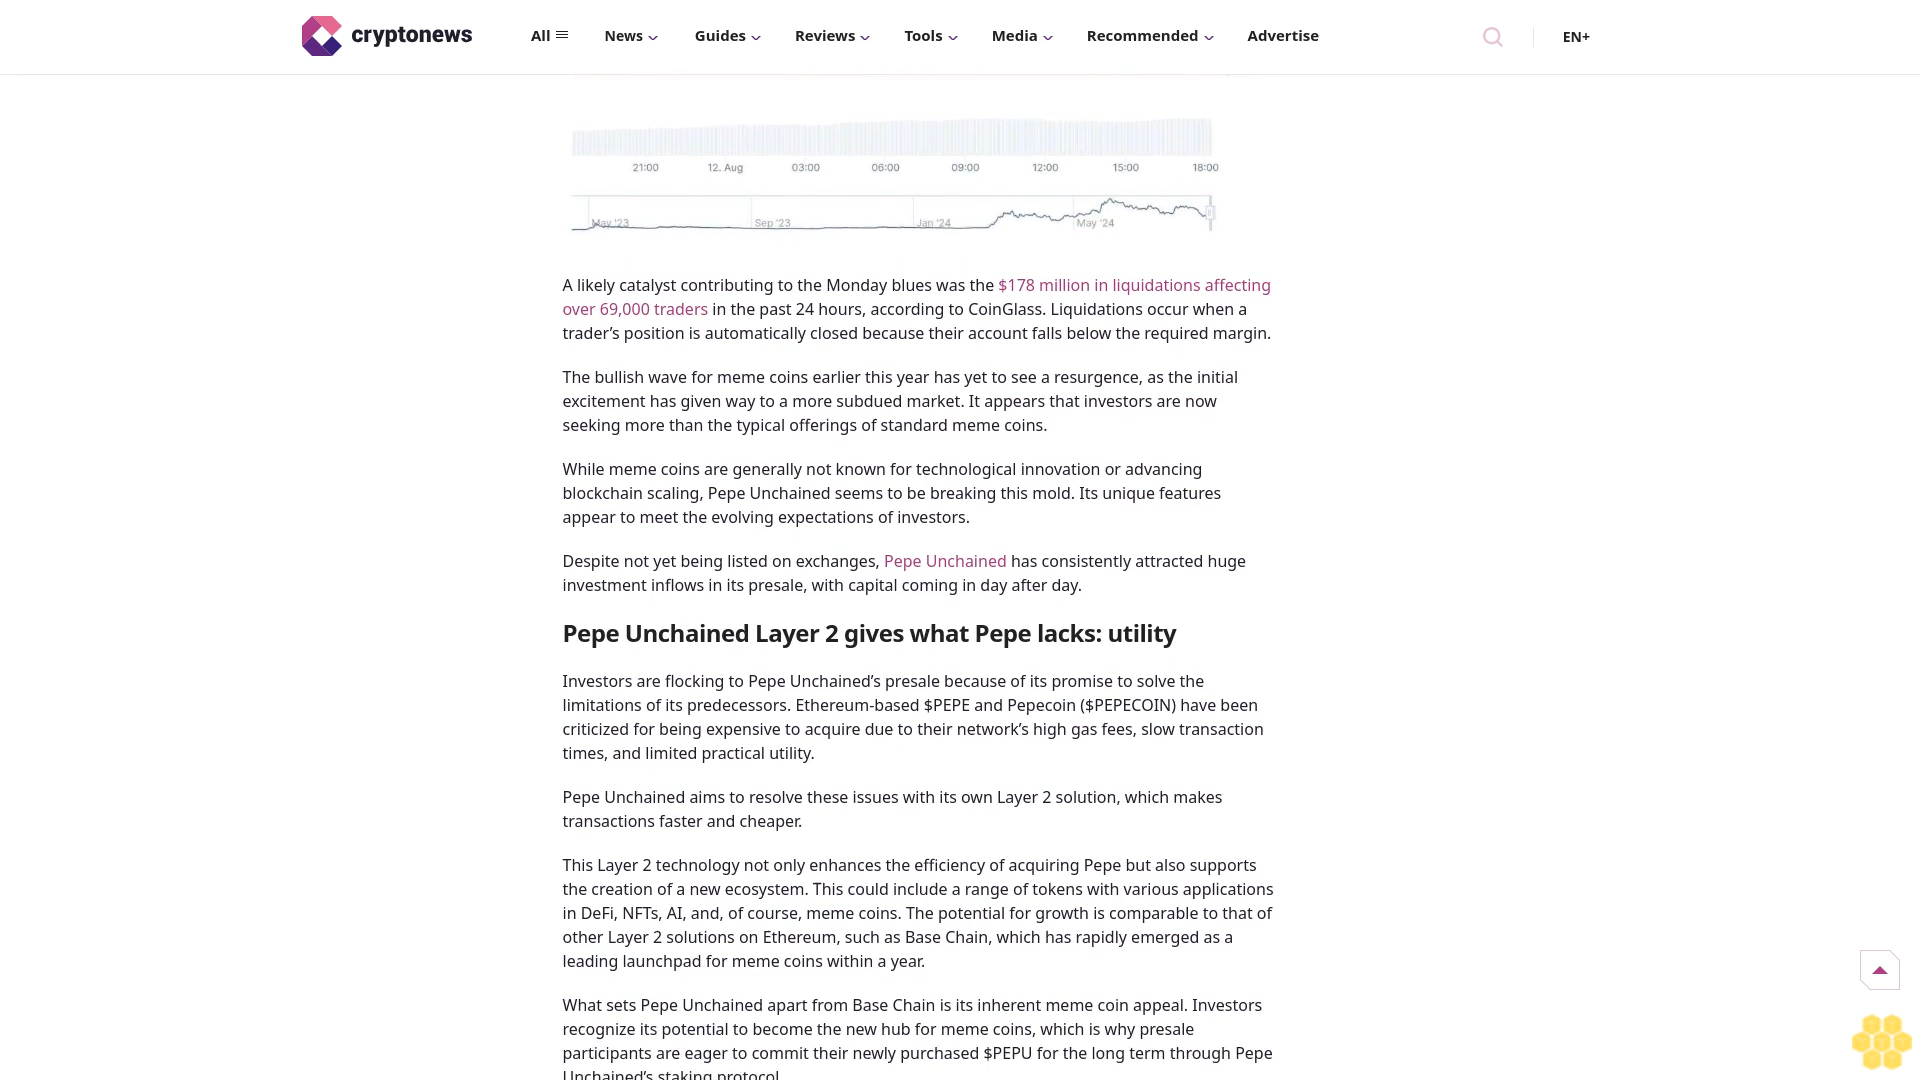 cryptonews
All
News
Guides
Reviews
Tools
Media
Recommended
Advertise
EN+
21:00 12. Aug 03:00 06:00 09:00 12:00 15:00 18:00
May '23 Sep '23 Jan '24 May '24
A likely catalyst contributing to the Monday blues was the $178 million in liquidations affecting
over 69,000 traders in the past 24 hours, according to CoinGlass. Liquidations occur when a
trader’s position is automatically closed because their account falls below the required margin.
The bullish wave for meme coins earlier this year has yet to see a resurgence, as the initial
excitement has given way to a more subdued market. It appears that investors are now
seeking more than the typical offerings of standard meme coins.
While meme coins are generally not known for technological innovation or advancing
blockchain scaling, Pepe Unchained seems to be breaking this mold. Its unique features
appear to meet the evolving expectations of investors.
Despite not yet being listed on exchanges, Pepe Unchained has consistently attracted huge
investment inflows in its presale, with capital coming in day after day.
Pepe Unchained Layer 2 gives what Pepe lacks: utility
Investors are flocking to Pepe Unchained’s presale because of its promise to solve the
limitations of its predecessors. Ethereum-based $PEPE and Pepecoin ($PEPECOIN) have been
criticized for being expensive to acquire due to their network’s high gas fees, slow transaction
times, and limited practical utility.
Pepe Unchained aims to resolve these issues with its own Layer 2 solution, which makes
transactions faster and cheaper.
This Layer 2 technology not only enhances the efficiency of acquiring Pepe but also supports
the creation of a new ecosystem. This could include a range of tokens with various applications
in DeFi, NFTs, AI, and, of course, meme coins. The potential for growth is comparable to that of
other Layer 2 solutions on Ethereum, such as Base Chain, which has rapidly emerged as a
leading launchpad for meme coins within a year.
What sets Pepe Unchained apart from Base Chain is its inherent meme coin appeal. Investors
recognize its potential to become the new hub for meme coins, which is why presale
participants are eager to commit their newly purchased $PEPU for the long term through Pepe
Unchained’s staking protocol.